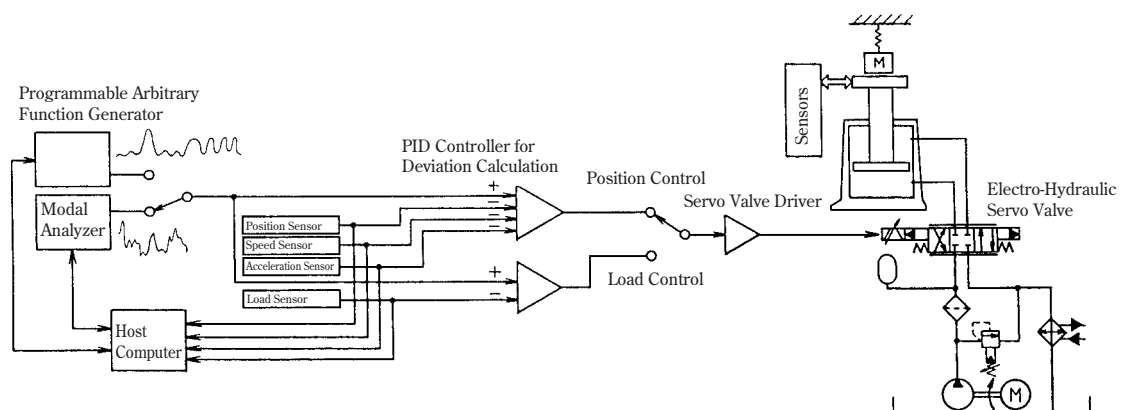 Programmable Arbitrary
Function Generator
Modal
Analyzer
Host
Computer
Position Sensor
Speed Sensor
Acceleration Sensor
Load Sensor
PID Controller for
Deviation Calculation
+
−
−
−
+
−
Position Control
Load Control
Servo Valve Driver
Sensors
M
Electro-Hydraulic
Servo Valve
M